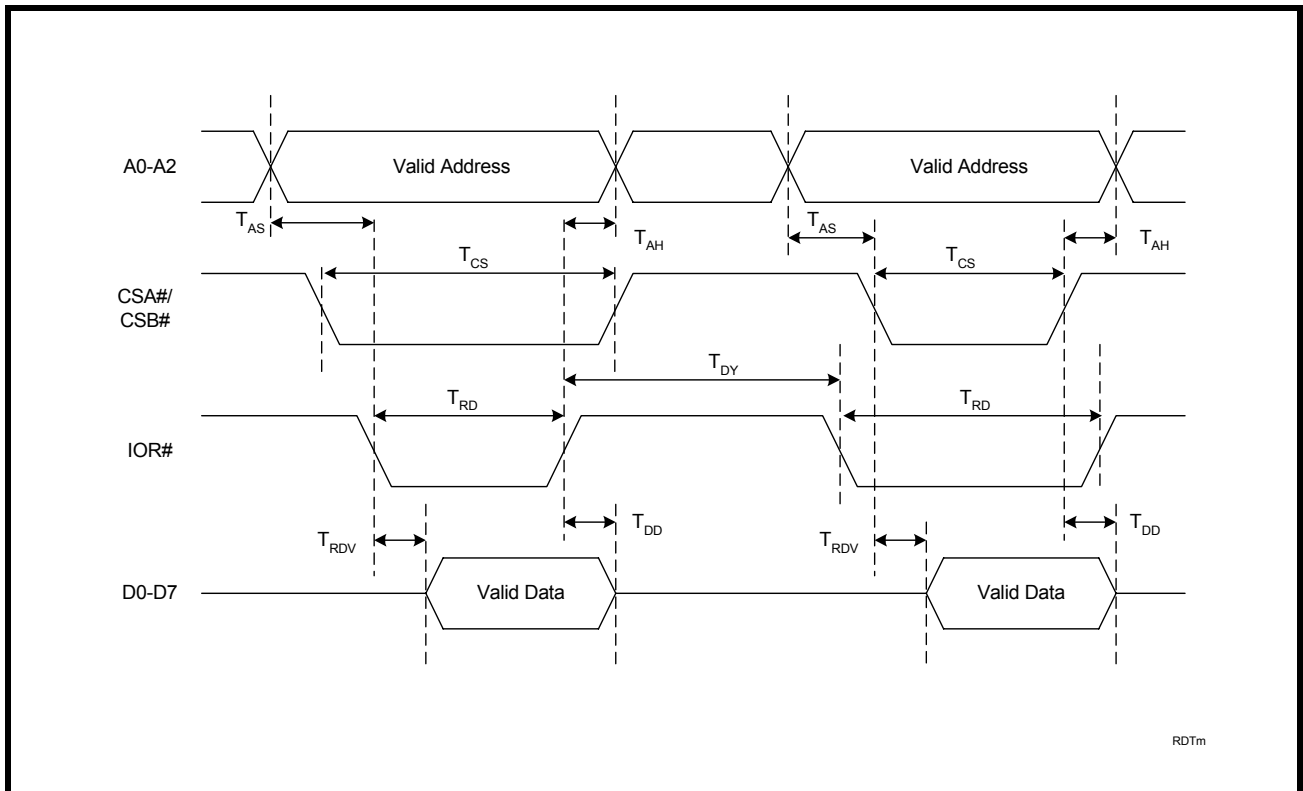 A0-A2
Valid Address
Valid Address
TAS
TAH
TAS
TAH
TCS
TCS
CSA#/
CSB#
TDY
TRD
TRD
IOR#
TRDV
TDD
TRDV
TDD
D0-D7
Valid Data
Valid Data
RDTm